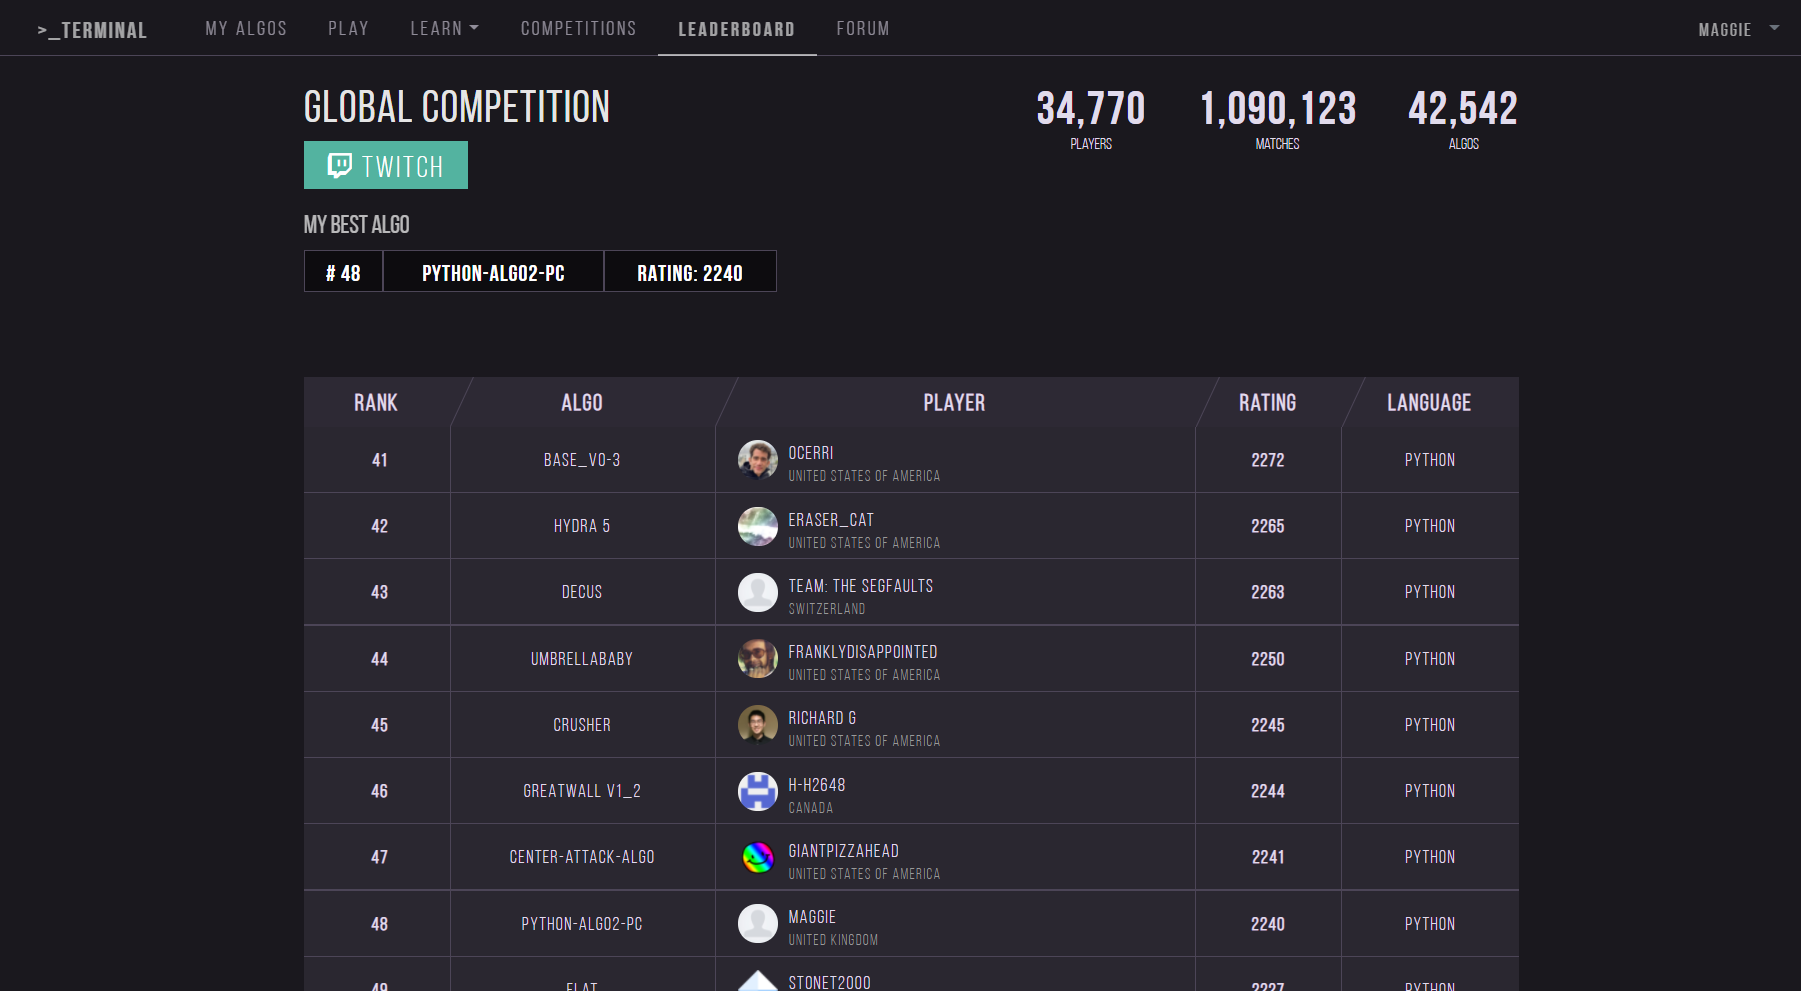 >_TERMINAL MY ALGOS PLAY LEARN COMPETITIONS LEADERBOARD FORUM MAGGIE
GLOBAL COMPETITION
34,770 1,090,123 42,542
PLAYERS MATCHES ALGOS
TWITCH
MY BEST ALGO
# 48 PYTHON-ALGO2-PC RATING: 2240
RANK ALGO PLAYER RATING LANGUAGE
41 BASE_V0-3 OCERRI 2272 PYTHON
UNITED STATES OF AMERICA
42 HYDRA 5 ERASER_CAT 2265 PYTHON
UNITED STATES OF AMERICA
43 DECUS TEAM: THE SEGFAULTS 2263 PYTHON
SWITZERLAND
44 UMBRELLABABY FRANKLYDISAPPOINTED 2250 PYTHON
UNITED STATES OF AMERICA
45 CRUSHER RICHARD G 2245 PYTHON
UNITED STATES OF AMERICA
46 GREATWALL V1_2 H-H2648 2244 PYTHON
CANADA
47 CENTER-ATTACK-ALGO GIANTPIZZAHEAD 2241 PYTHON
UNITED STATES OF AMERICA
48 PYTHON-ALGO2-PC MAGGIE 2240 PYTHON
UNITED KINGDOM
49 STONET2000 2227 PYTHON